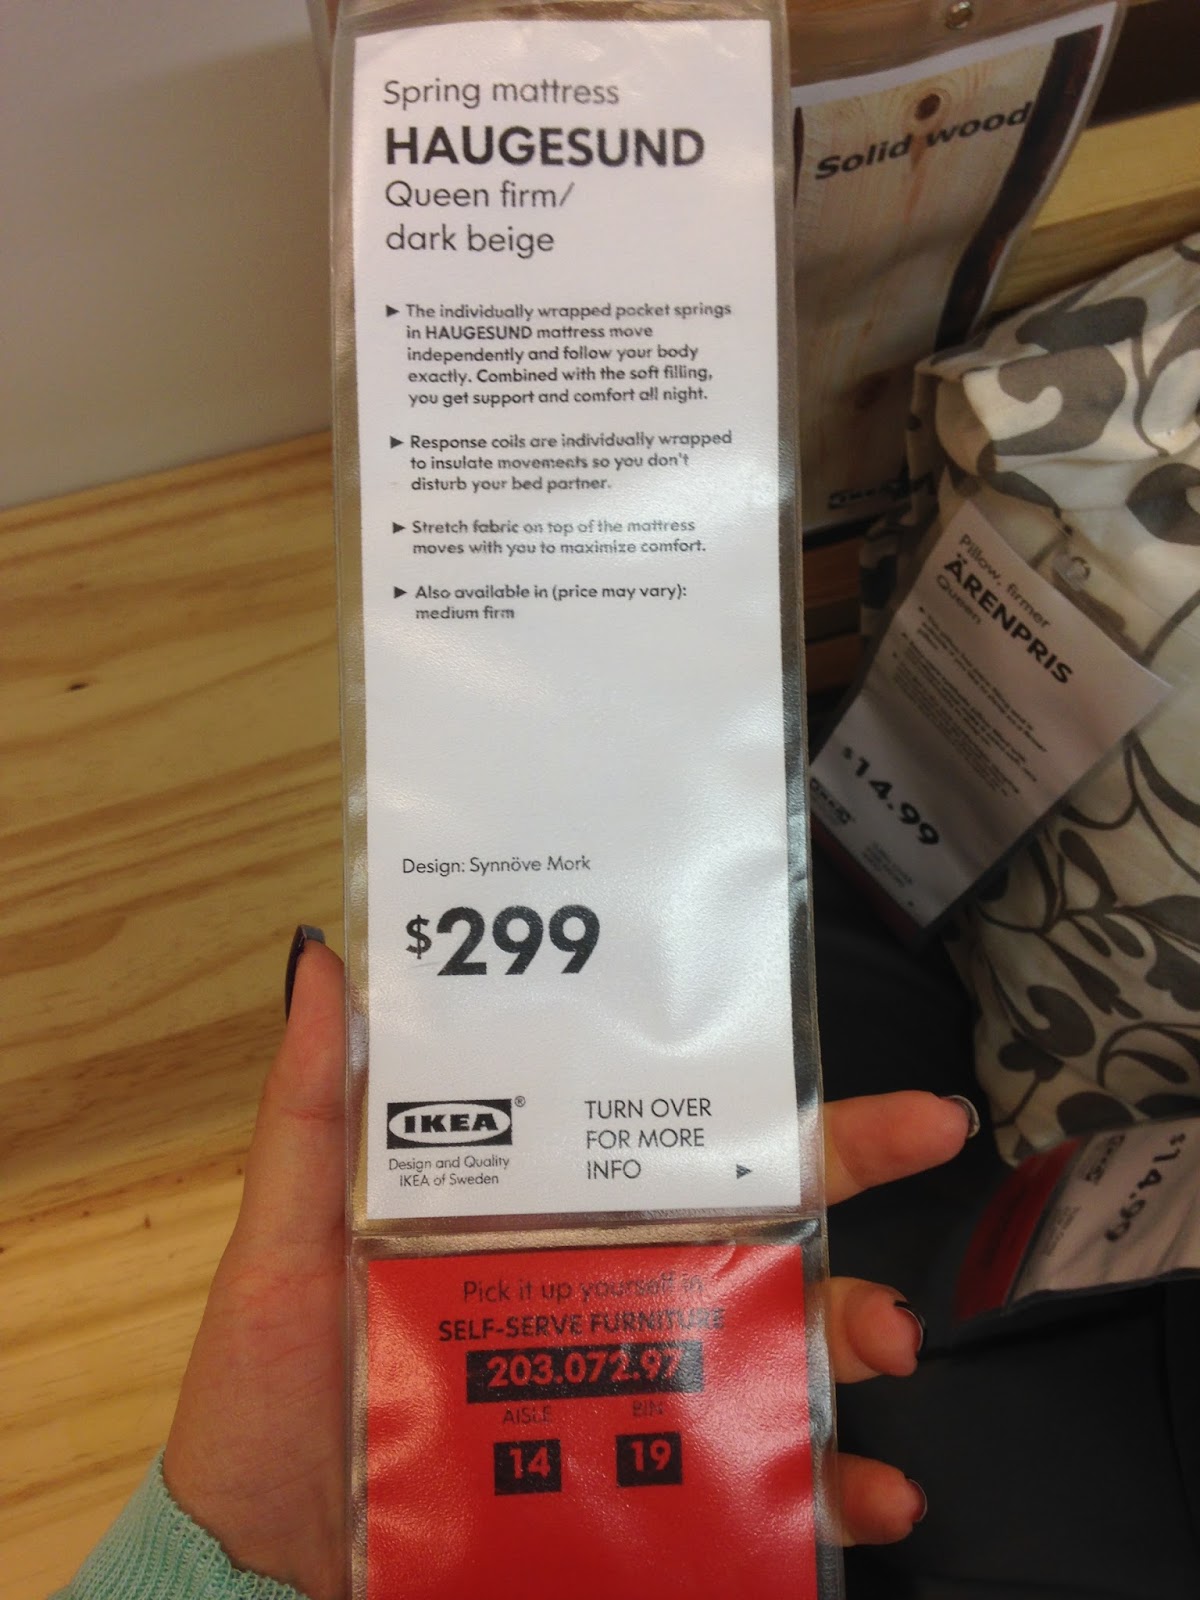 Spring mattress
HAUGESUND
Queen firm/
dark beige
► The individually wrapped pocket springs
in HAUGESUND mattress move
independently and follow your body
exactly. Combined with the soft filling,
you get support and comfort all night.
► Response coils are individually wrapped
to insulate movements so you don't
disturb your bed partner.
► Stretch fabric on top of the mattress
moves with you to maximize comfort.
► Also available in (price may vary):
medium firm
Design: Synnöve Mork
$299
IKEA®
Design and Quality
IKEA of Sweden
TURN OVER
FOR MORE
INFO ►
Pick it up yourself in
SELF-SERVE FURNITURE
203.072.97
AISLE BIN
14 19
Solid wood
Pillow, firmer
ÄRENPRIS
Queen
$14.99
IKEA
$14.99